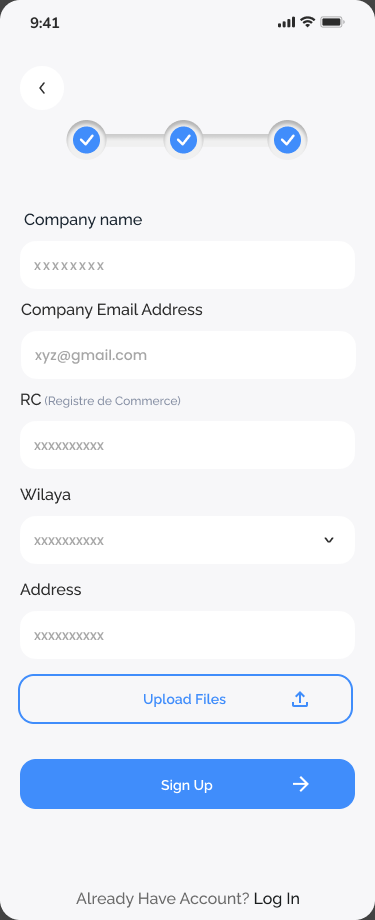 9:41
Company name
xxxxxxxx
Company Email Address
xyz@gmail.com
RC (Registre de Commerce)
xxxxxxxxxx
Wilaya
xxxxxxxxxx
Address
xxxxxxxxxx
Upload Files
Sign Up
Already Have Account? Log In